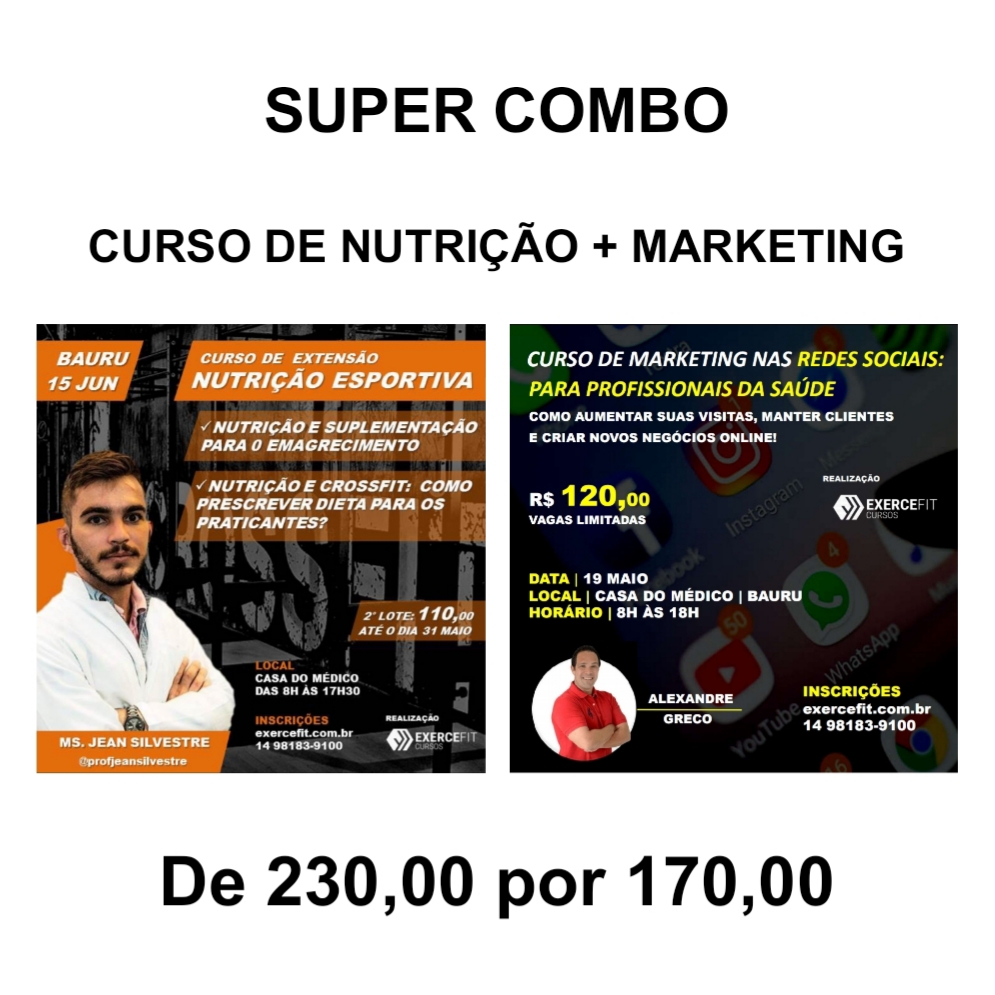 SUPER COMBO
CURSO DE NUTRIÇÃO + MARKETING
BAURU
15 JUN
CURSO DE EXTENSÃO
NUTRIÇÃO ESPORTIVA
✓ NUTRIÇÃO E SUPLEMENTAÇÃO
PARA O EMAGRECIMENTO
✓ NUTRIÇÃO E CROSSFIT: COMO
PRESCREVER DIETA PARA OS
PRATICANTES?
2° LOTE: 110,00
ATÉ O DIA 31 MAIO
LOCAL
CASA DO MÉDICO
DAS 8H ÀS 17H30
INSCRIÇÕES
exercefit.com.br
14 98183-9100
REALIZAÇÃO
EXERCEFIT
CURSOS
MS. JEAN SILVESTRE
@profjeansilvestre
CURSO DE MARKETING NAS REDES SOCIAIS:
PARA PROFISSIONAIS DA SAÚDE
COMO AUMENTAR SUAS VISITAS, MANTER CLIENTES
E CRIAR NOVOS NEGÓCIOS ONLINE!
R$ 120,00
VAGAS LIMITADAS
REALIZAÇÃO
EXERCEFIT
CURSOS
Instagram
4
DATA | 19 MAIO
LOCAL | CASA DO MÉDICO | BAURU
HORÁRIO | 8H ÀS 18H
50
WhatsApp
YouTube
ALEXANDRE
GRECO
INSCRIÇÕES
exercefit.com.br
14 98183-9100
De 230,00 por 170,00